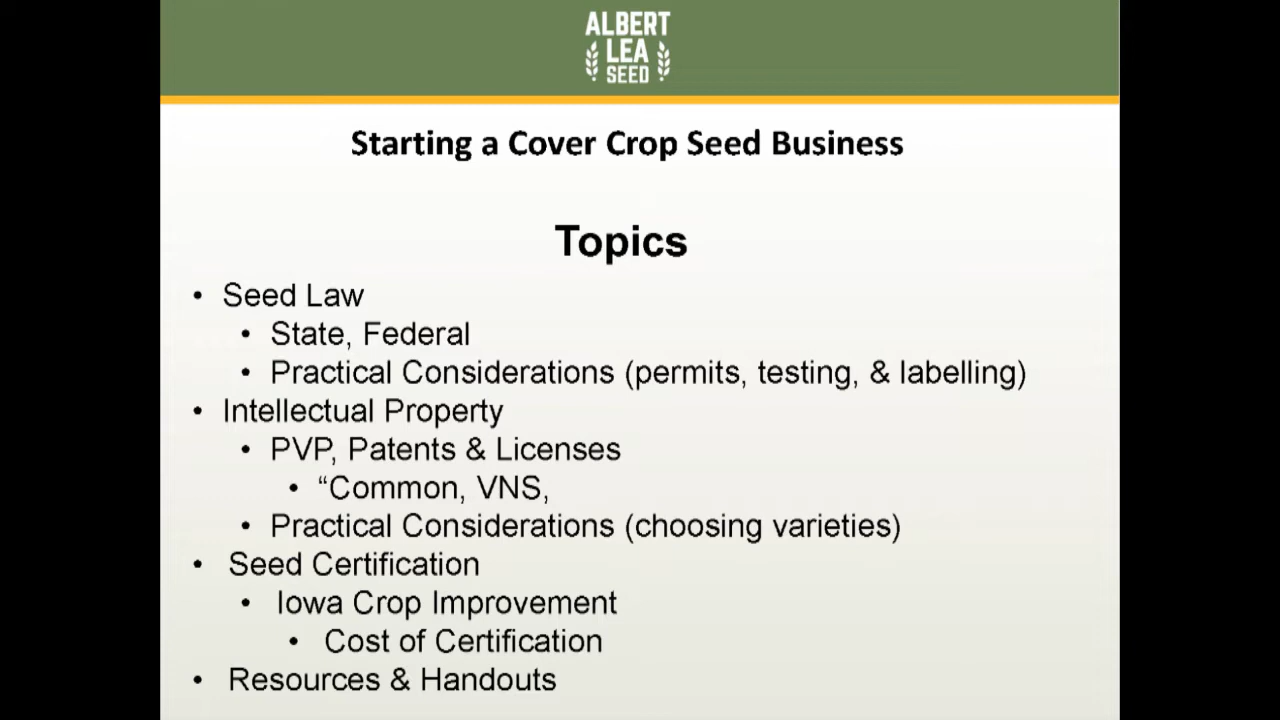 ALBERT
LEA
SEED
Starting a Cover Crop Seed Business
Topics
• Seed Law
• State, Federal
• Practical Considerations (permits, testing, & labelling)
• Intellectual Property
• PVP, Patents & Licenses
• “Common, VNS,
• Practical Considerations (choosing varieties)
• Seed Certification
• Iowa Crop Improvement
• Cost of Certification
• Resources & Handouts